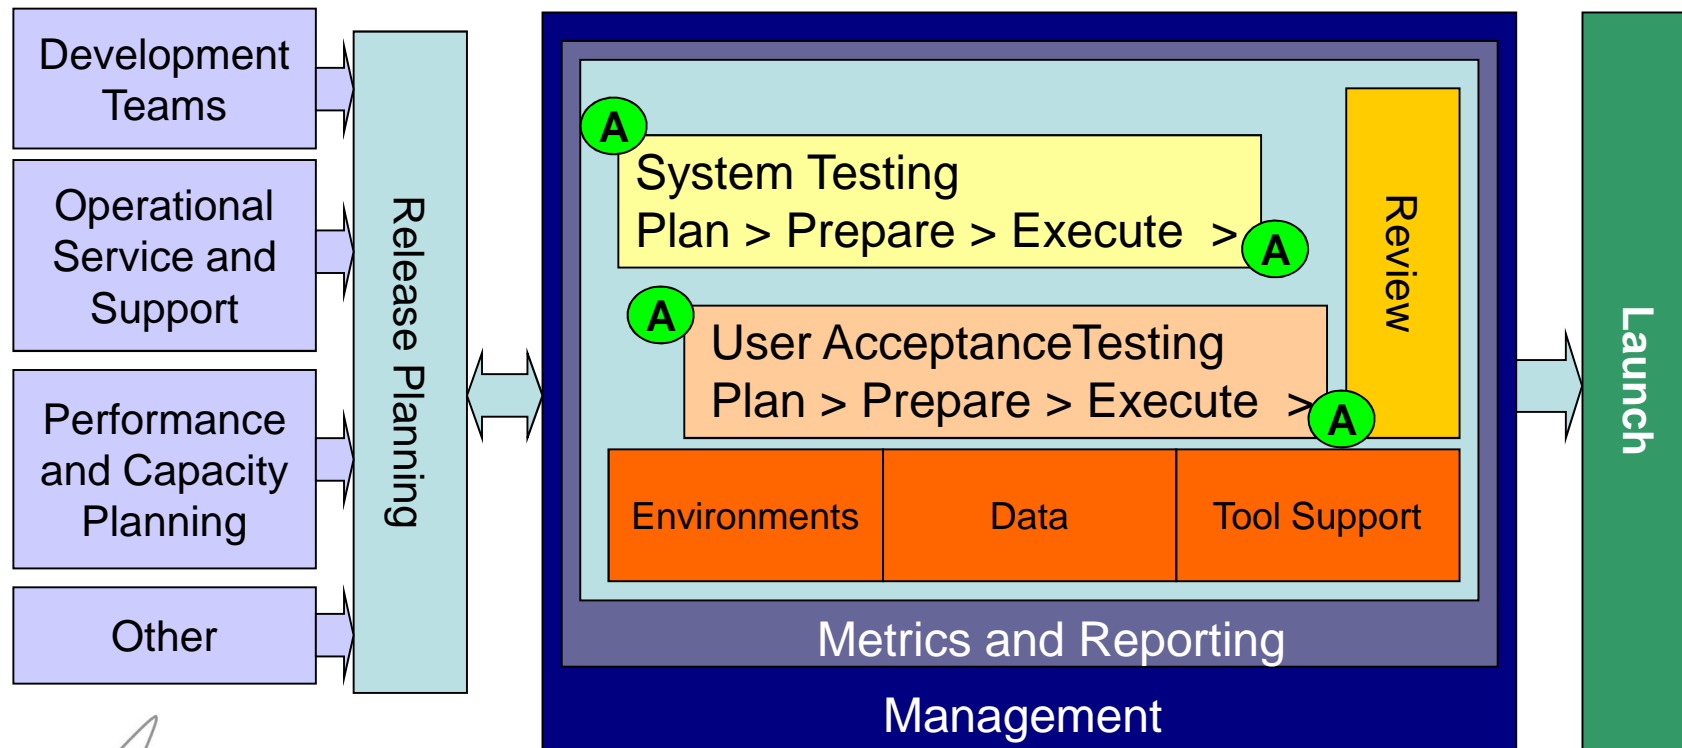 Development
Teams
Operational
Service and
Support
Performance
and Capacity
Planning
Other
Release Planning
A
System Testing
Plan > Prepare > Execute >
A
A
User AcceptanceTesting
Plan > Prepare > Execute >
A
Review
Environments
Data
Tool Support
Metrics and Reporting
Management
Launch